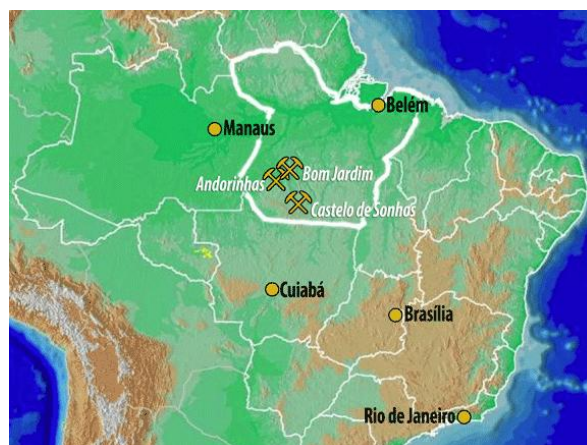 Belém
Manaus
Bom Jardim
Andorinhas
Castelo de Sonhos
Cuiabá
Brasília
Rio de Janeiro